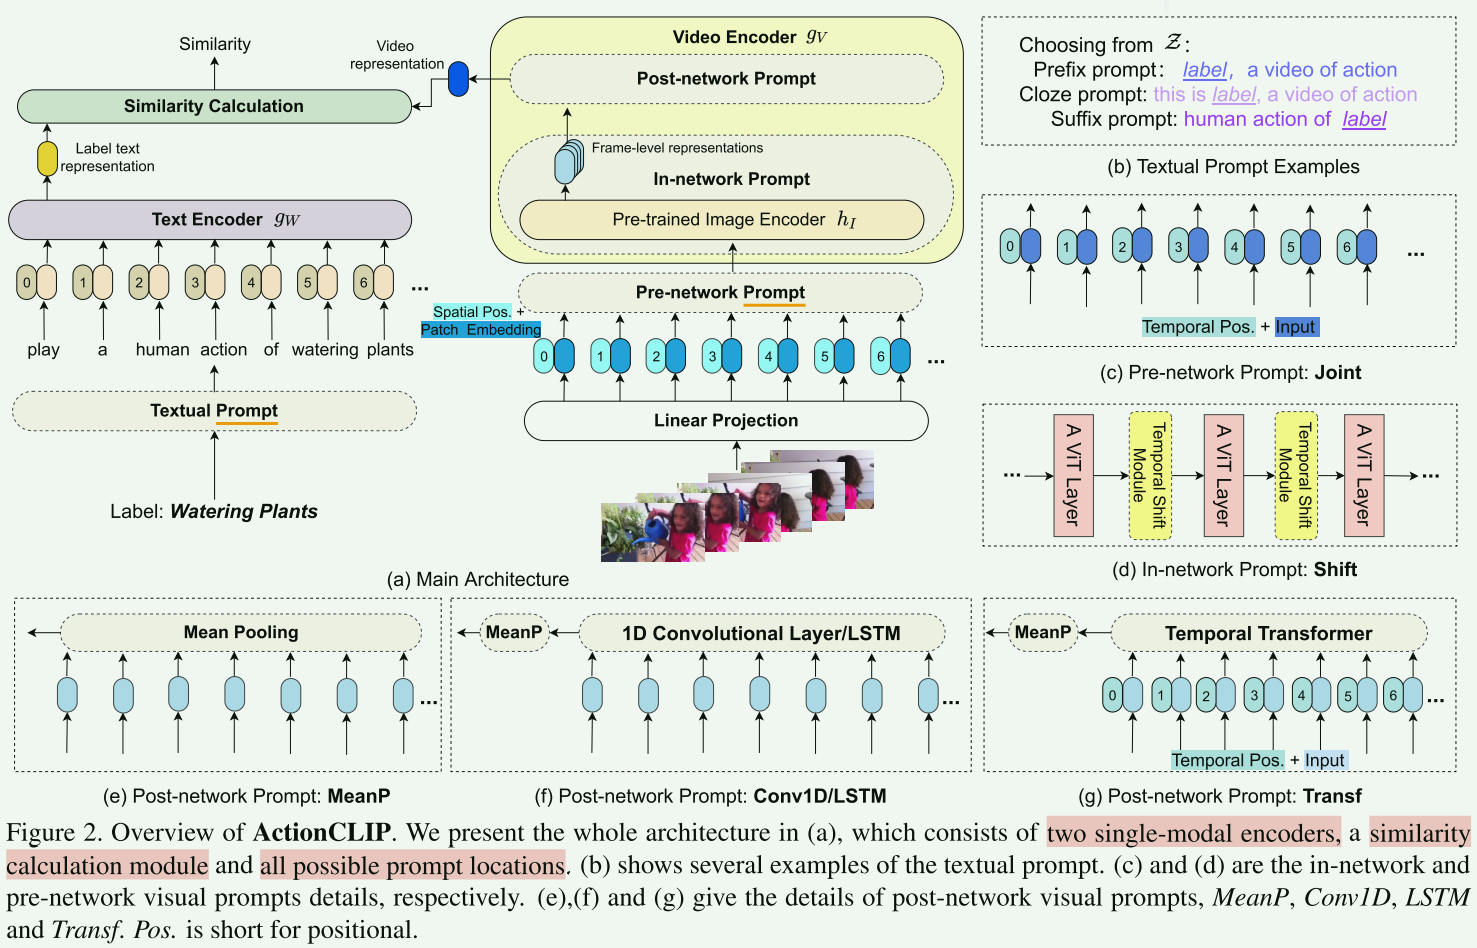 Similarity
Video
representation
Similarity Calculation
Label text
representation
Text Encoder g_W
0 1 2 3 4 5 6 ...
play a human action of watering plants
Textual Prompt
Label: Watering Plants
Video Encoder g_V
Post-network Prompt
Frame-level representations
In-network Prompt
Pre-trained Image Encoder h_I
Pre-network Prompt
Spatial Pos. +
Patch Embedding
0 1 2 3 4 5 6 ...
Linear Projection
(a) Main Architecture
Choosing from Z:
Prefix prompt: label, a video of action
Cloze prompt: this is label, a video of action
Suffix prompt: human action of label
(b) Textual Prompt Examples
0 1 2 3 4 5 6 ...
Temporal Pos. + Input
(c) Pre-network Prompt: Joint
...
A ViT Layer
Temporal Shift
Module
A ViT Layer
Temporal Shift
Module
A ViT Layer
...
(d) In-network Prompt: Shift
Mean Pooling
...
(e) Post-network Prompt: MeanP
MeanP
1D Convolutional Layer/LSTM
...
(f) Post-network Prompt: Conv1D/LSTM
MeanP
Temporal Transformer
0 1 2 3 4 5 6 ...
Temporal Pos. + Input
(g) Post-network Prompt: Transf
Figure 2. Overview of ActionCLIP. We present the whole architecture in (a), which consists of two single-modal encoders, a similarity
calculation module and all possible prompt locations. (b) shows several examples of the textual prompt. (c) and (d) are the in-network and
pre-network visual prompts details, respectively. (e),(f) and (g) give the details of post-network visual prompts, MeanP, Conv1D, LSTM
and Transf. Pos. is short for positional.